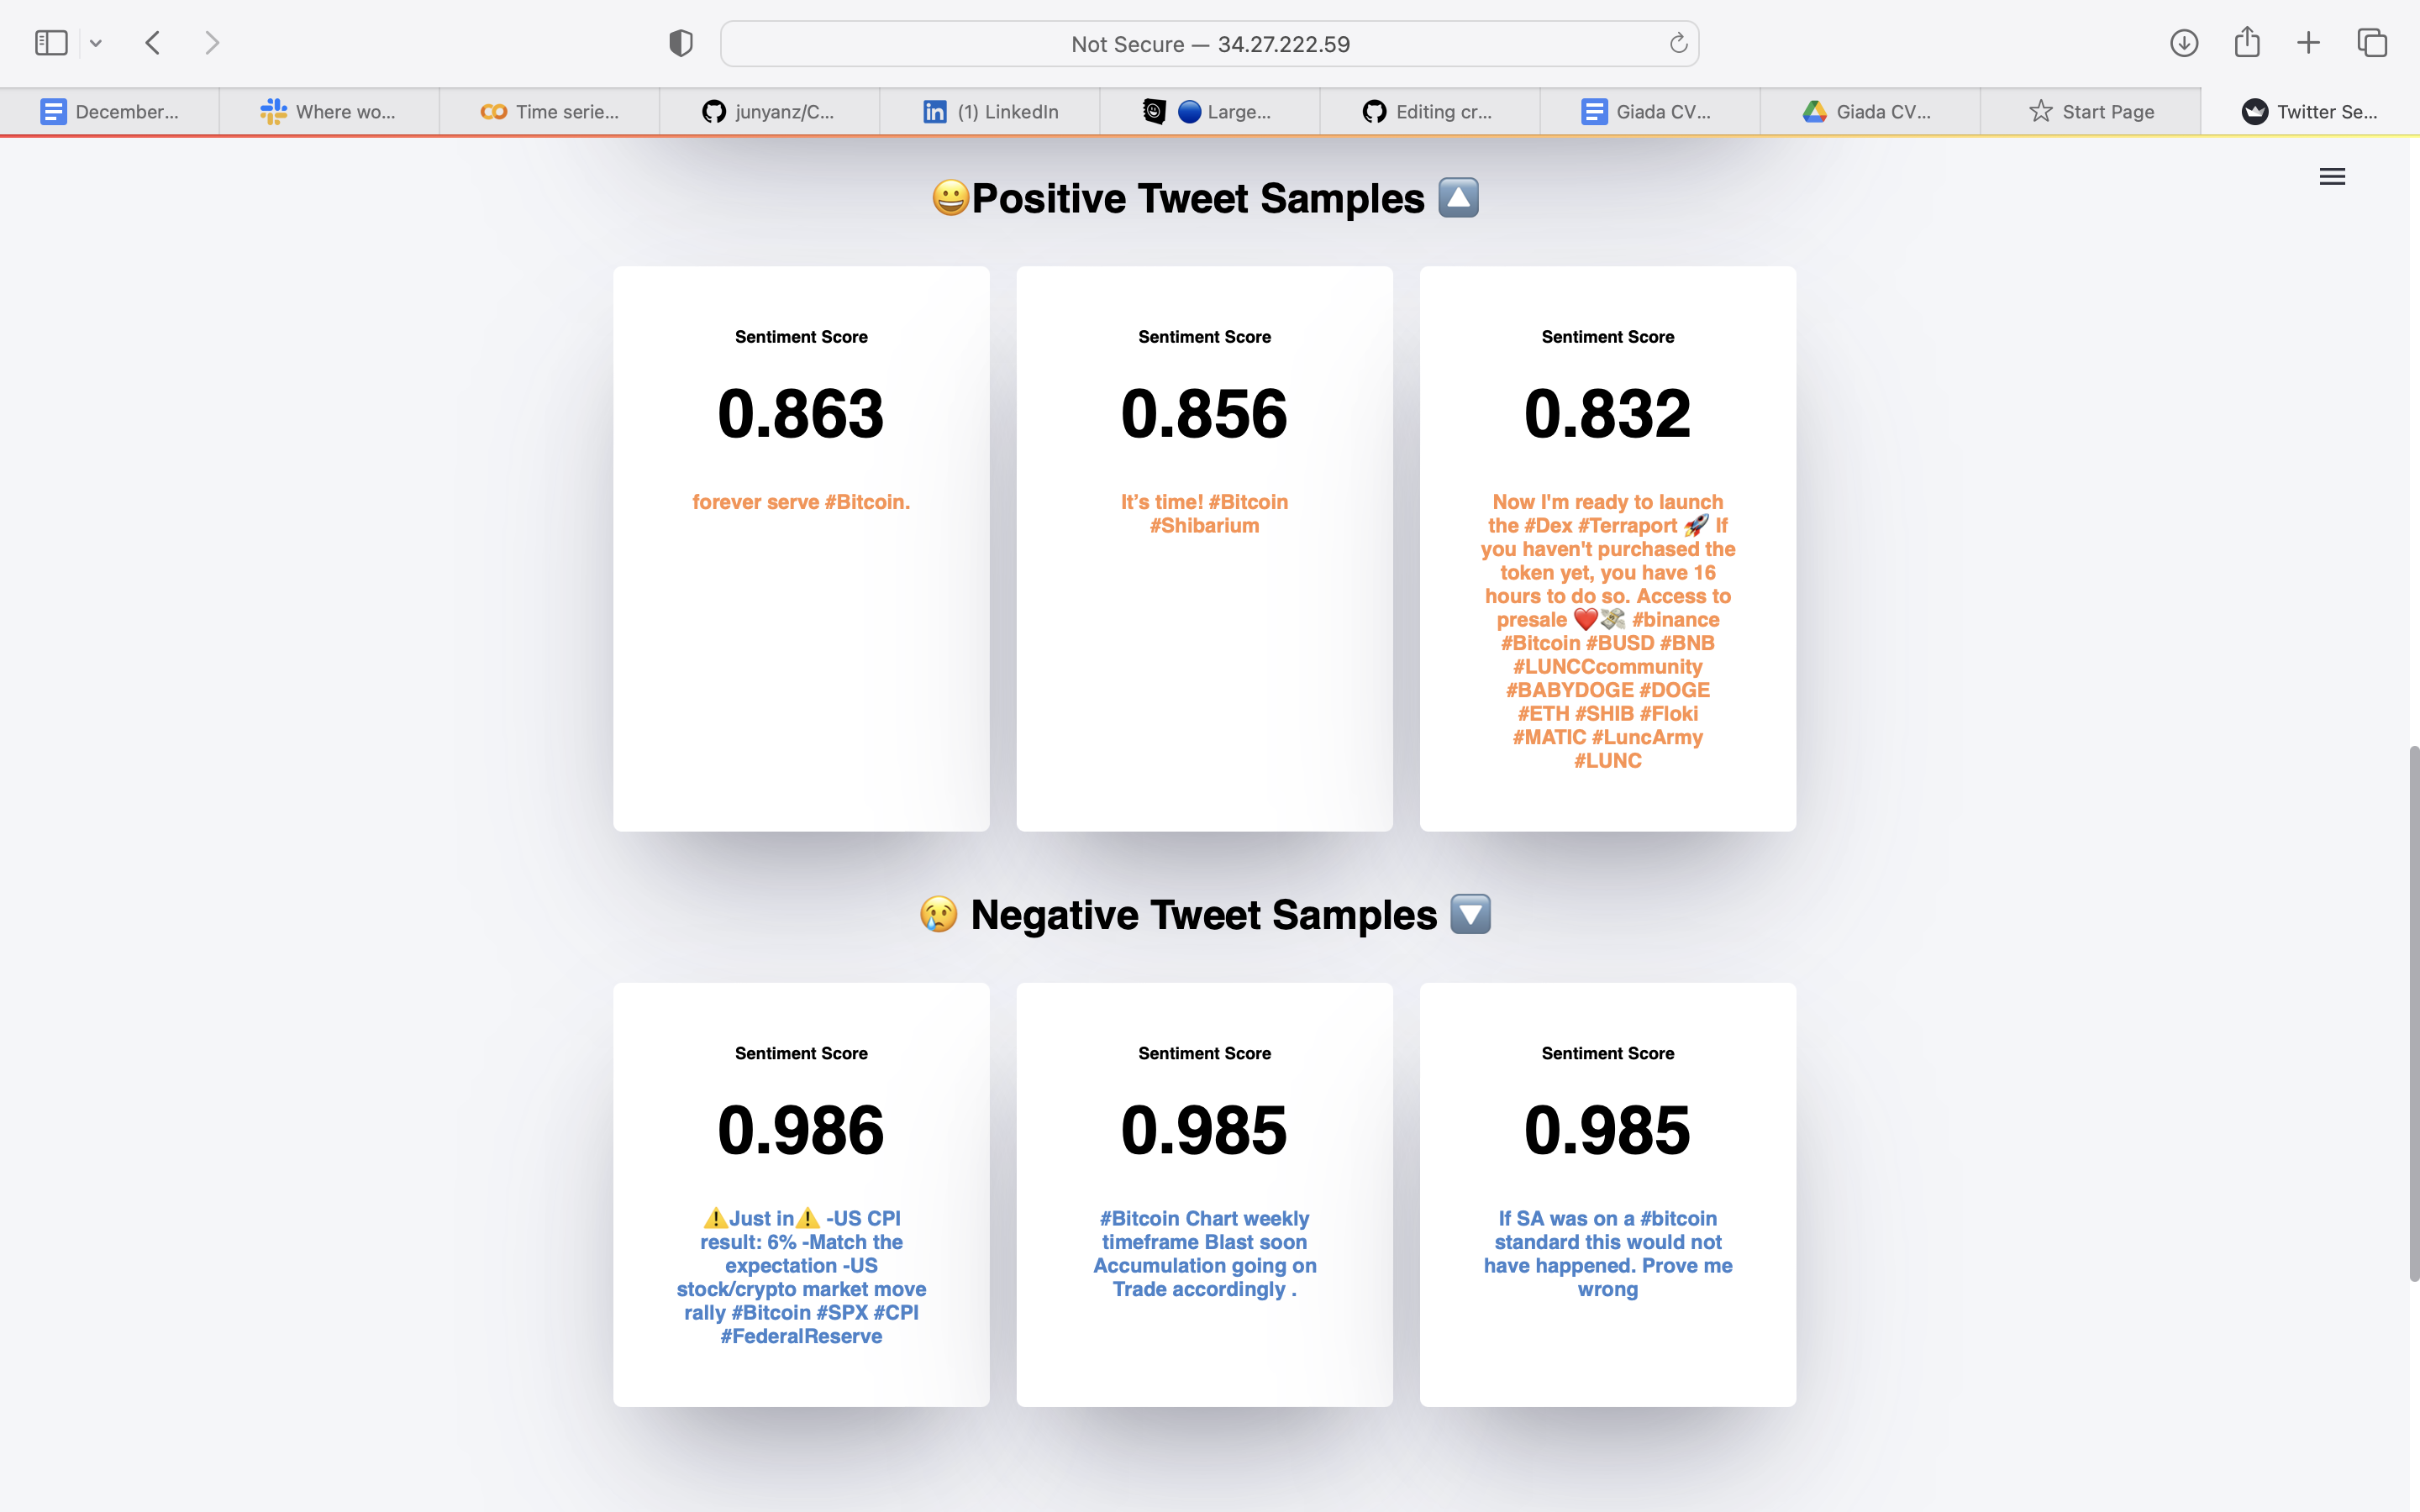 Not Secure — 34.27.222.59
December...
Where wo...
Time serie...
junyanz/C...
(1) LinkedIn
🔵 Large...
Editing cr...
Giada CV...
Giada CV...
Start Page
Twitter Se...
😀Positive Tweet Samples 🔼
Sentiment Score
0.863
forever serve #Bitcoin.
Sentiment Score
0.856
It’s time! #Bitcoin
#Shibarium
Sentiment Score
0.832
Now I'm ready to launch
the #Dex #Terraport 🚀 If
you haven't purchased the
token yet, you have 16
hours to do so. Access to
presale ❤️💸 #binance
#Bitcoin #BUSD #BNB
#LUNCCcommunity
#BABYDOGE #DOGE
#ETH #SHIB #Floki
#MATIC #LuncArmy
#LUNC
😢 Negative Tweet Samples 🔽
Sentiment Score
0.986
⚠️Just in⚠️ -US CPI
result: 6% -Match the
expectation -US
stock/crypto market move
rally #Bitcoin #SPX #CPI
#FederalReserve
Sentiment Score
0.985
#Bitcoin Chart weekly
timeframe Blast soon
Accumulation going on
Trade accordingly .
Sentiment Score
0.985
If SA was on a #bitcoin
standard this would not
have happened. Prove me
wrong